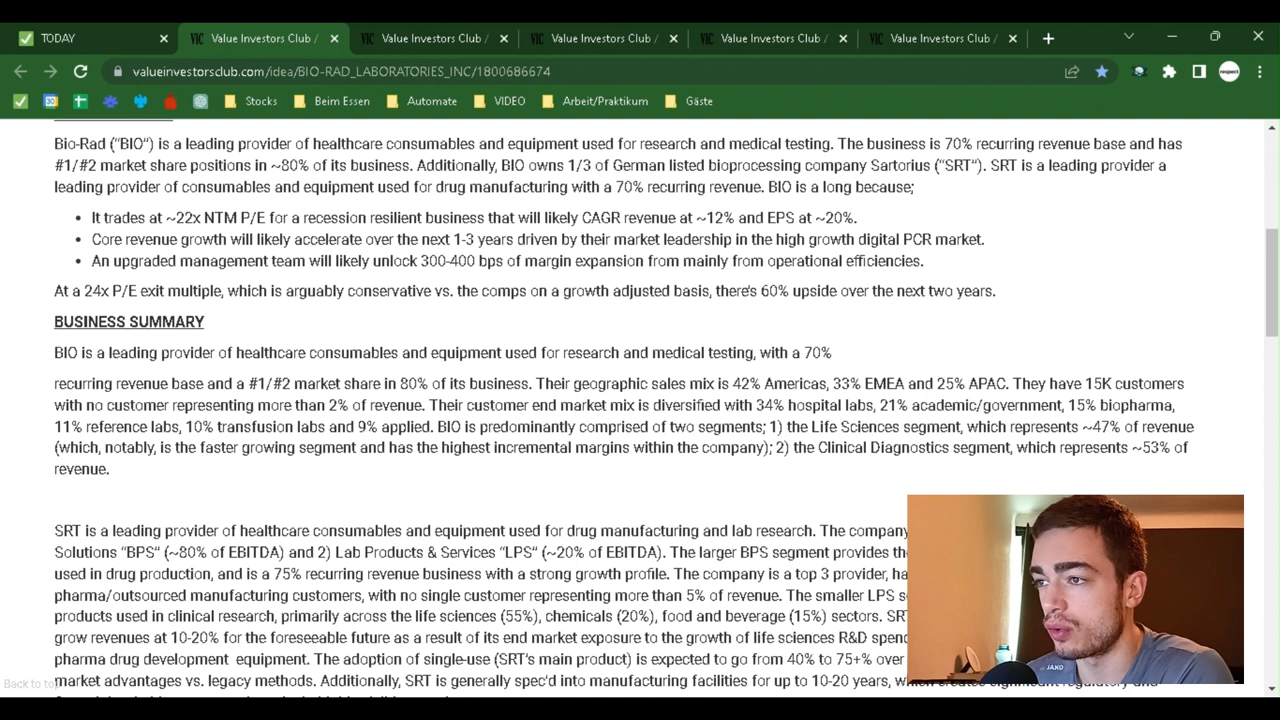 TODAY
VIC Value Investors Club /
VIC Value Investors Club /
VIC Value Investors Club /
VIC Value Investors Club /
VIC Value Investors Club /
valueinvestorsclub.com/idea/BIO-RAD_LABORATORIES_INC/1800686674
respect
Stocks
Beim Essen
Automate
VIDEO
Arbeit/Praktikum
Gäste
Bio-Rad (“BIO”) is a leading provider of healthcare consumables and equipment used for research and medical testing. The business is 70% recurring revenue base and has
#1/#2 market share positions in ~80% of its business. Additionally, BIO owns 1/3 of German listed bioprocessing company Sartorius (“SRT”). SRT is a leading provider a
leading provider of consumables and equipment used for drug manufacturing with a 70% recurring revenue. BIO is a long because;
• It trades at ~22x NTM P/E for a recession resilient business that will likely CAGR revenue at ~12% and EPS at ~20%.
• Core revenue growth will likely accelerate over the next 1-3 years driven by their market leadership in the high growth digital PCR market.
• An upgraded management team will likely unlock 300-400 bps of margin expansion from mainly from operational efficiencies.
At a 24x P/E exit multiple, which is arguably conservative vs. the comps on a growth adjusted basis, there's 60% upside over the next two years.
BUSINESS SUMMARY
BIO is a leading provider of healthcare consumables and equipment used for research and medical testing, with a 70%
recurring revenue base and a #1/#2 market share in 80% of its business. Their geographic sales mix is 42% Americas, 33% EMEA and 25% APAC. They have 15K customers
with no customer representing more than 2% of revenue. Their customer end market mix is diversified with 34% hospital labs, 21% academic/government, 15% biopharma,
11% reference labs, 10% transfusion labs and 9% applied. BIO is predominantly comprised of two segments; 1) the Life Sciences segment, which represents ~47% of revenue
(which, notably, is the faster growing segment and has the highest incremental margins within the company); 2) the Clinical Diagnostics segment, which represents ~53% of
revenue.
SRT is a leading provider of healthcare consumables and equipment used for drug manufacturing and lab research. The company
Solutions “BPS” (~80% of EBITDA) and 2) Lab Products & Services “LPS” (~20% of EBITDA). The larger BPS segment provides the
used in drug production, and is a 75% recurring revenue business with a strong growth profile. The company is a top 3 provider, ha
pharma/outsourced manufacturing customers, with no single customer representing more than 5% of revenue. The smaller LPS s
products used in clinical research, primarily across the life sciences (55%), chemicals (20%), food and beverage (15%) sectors. SRT
grow revenues at 10-20% for the foreseeable future as a result of its end market exposure to the growth of life sciences R&D spend
pharma drug development equipment. The adoption of single-use (SRT's main product) is expected to go from 40% to 75+% over
market advantages vs. legacy methods. Additionally, SRT is generally spec'd into manufacturing facilities for up to 10-20 years,
Back to top
JAKO